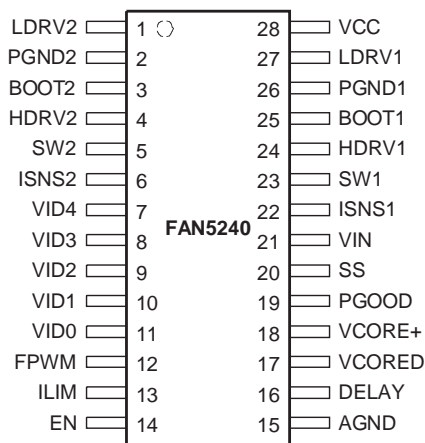 LDRV2 1 28 VCC
PGND2 2 27 LDRV1
BOOT2 3 26 PGND1
HDRV2 4 25 BOOT1
SW2 5 24 HDRV1
ISNS2 6 23 SW1
VID4 7 22 ISNS1
FAN5240
VID3 8 21 VIN
VID2 9 20 SS
VID1 10 19 PGOOD
VID0 11 18 VCORE+
FPWM 12 17 VCORED
ILIM 13 16 DELAY
EN 14 15 AGND